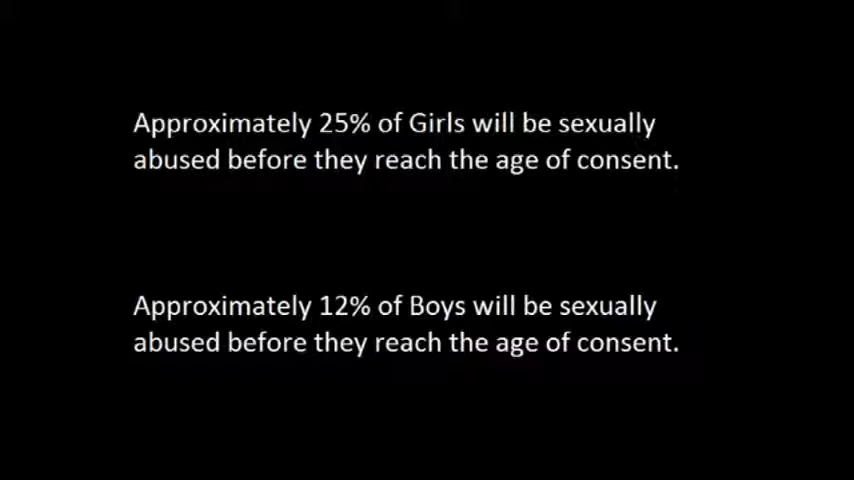 Approximately 25% of Girls will be sexually
abused before they reach the age of consent.
Approximately 12% of Boys will be sexually
abused before they reach the age of consent.